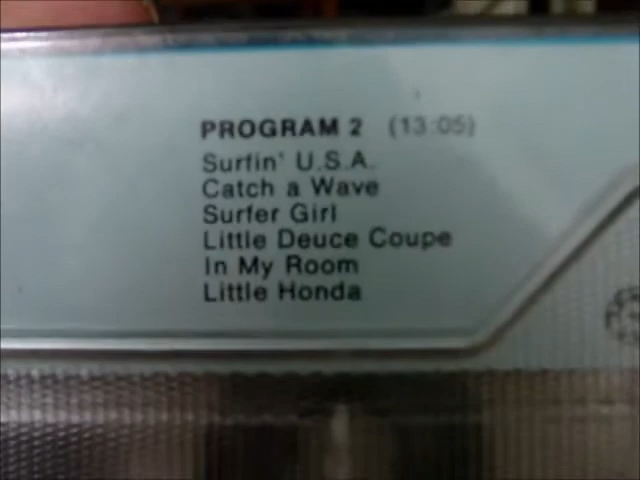 PROGRAM 2 (13:05)
Surfin' U.S.A.
Catch a Wave
Surfer Girl
Little Deuce Coupe
In My Room
Little Honda